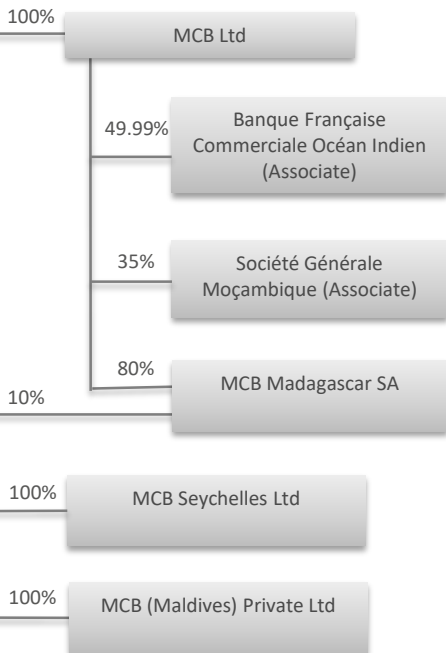 100%
MCB Ltd
49.99%
Banque Française
Commerciale Océan Indien
(Associate)
35%
Société Générale
Moçambique (Associate)
80%
MCB Madagascar SA
10%
100%
MCB Seychelles Ltd
100%
MCB (Maldives) Private Ltd